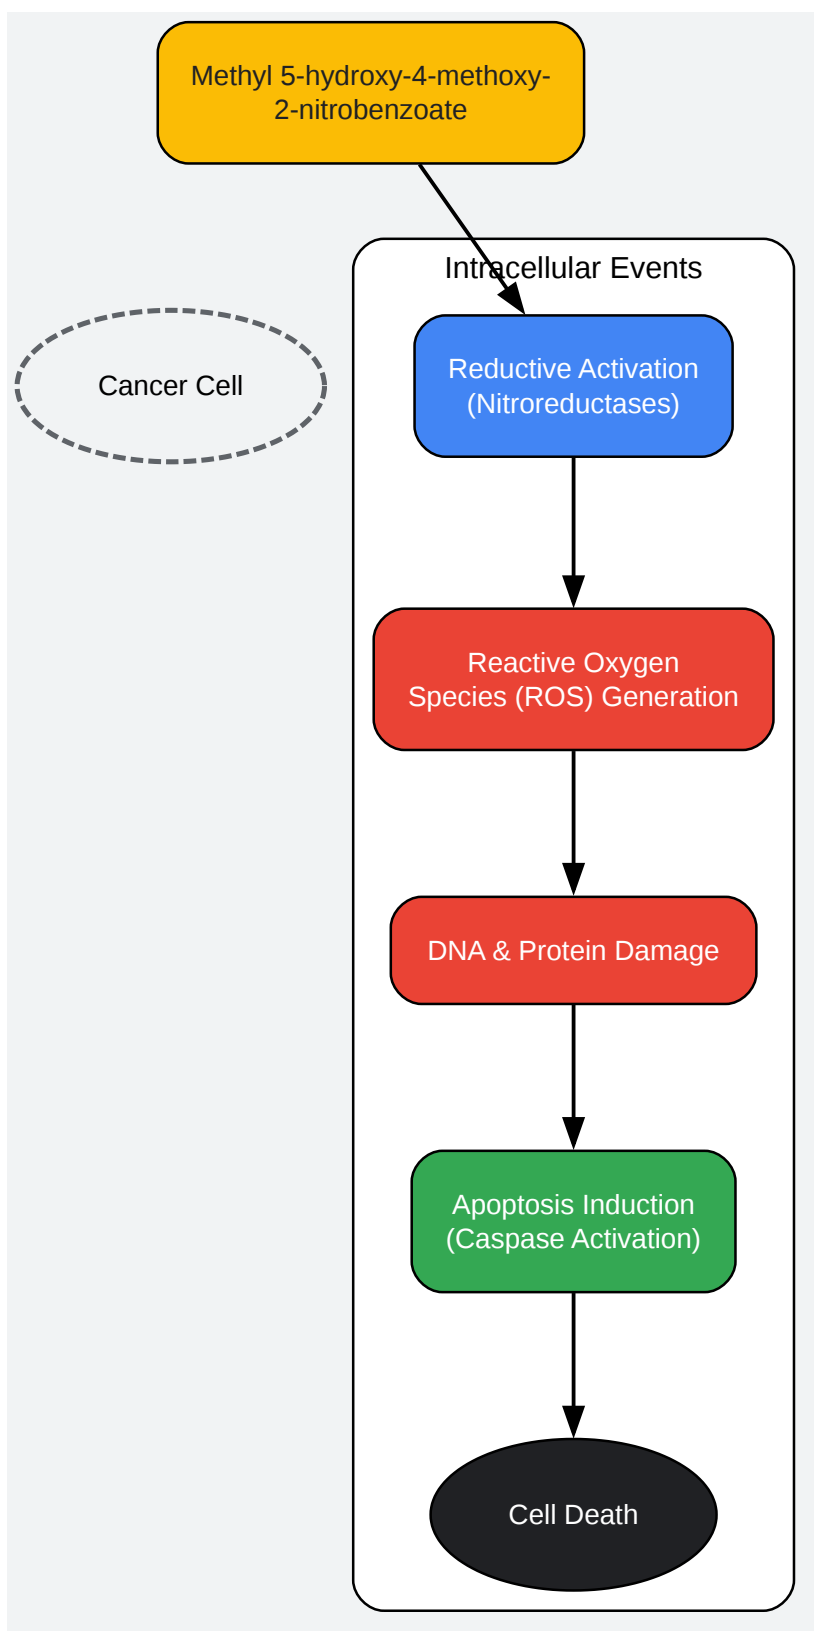 Methyl 5-hydroxy-4-methoxy-
2-nitrobenzoate
Intracellular Events
Reductive Activation
(Nitroreductases)
Cancer Cell
Reactive Oxygen
Species (ROS) Generation
DNA & Protein Damage
Apoptosis Induction
(Caspase Activation)
Cell Death